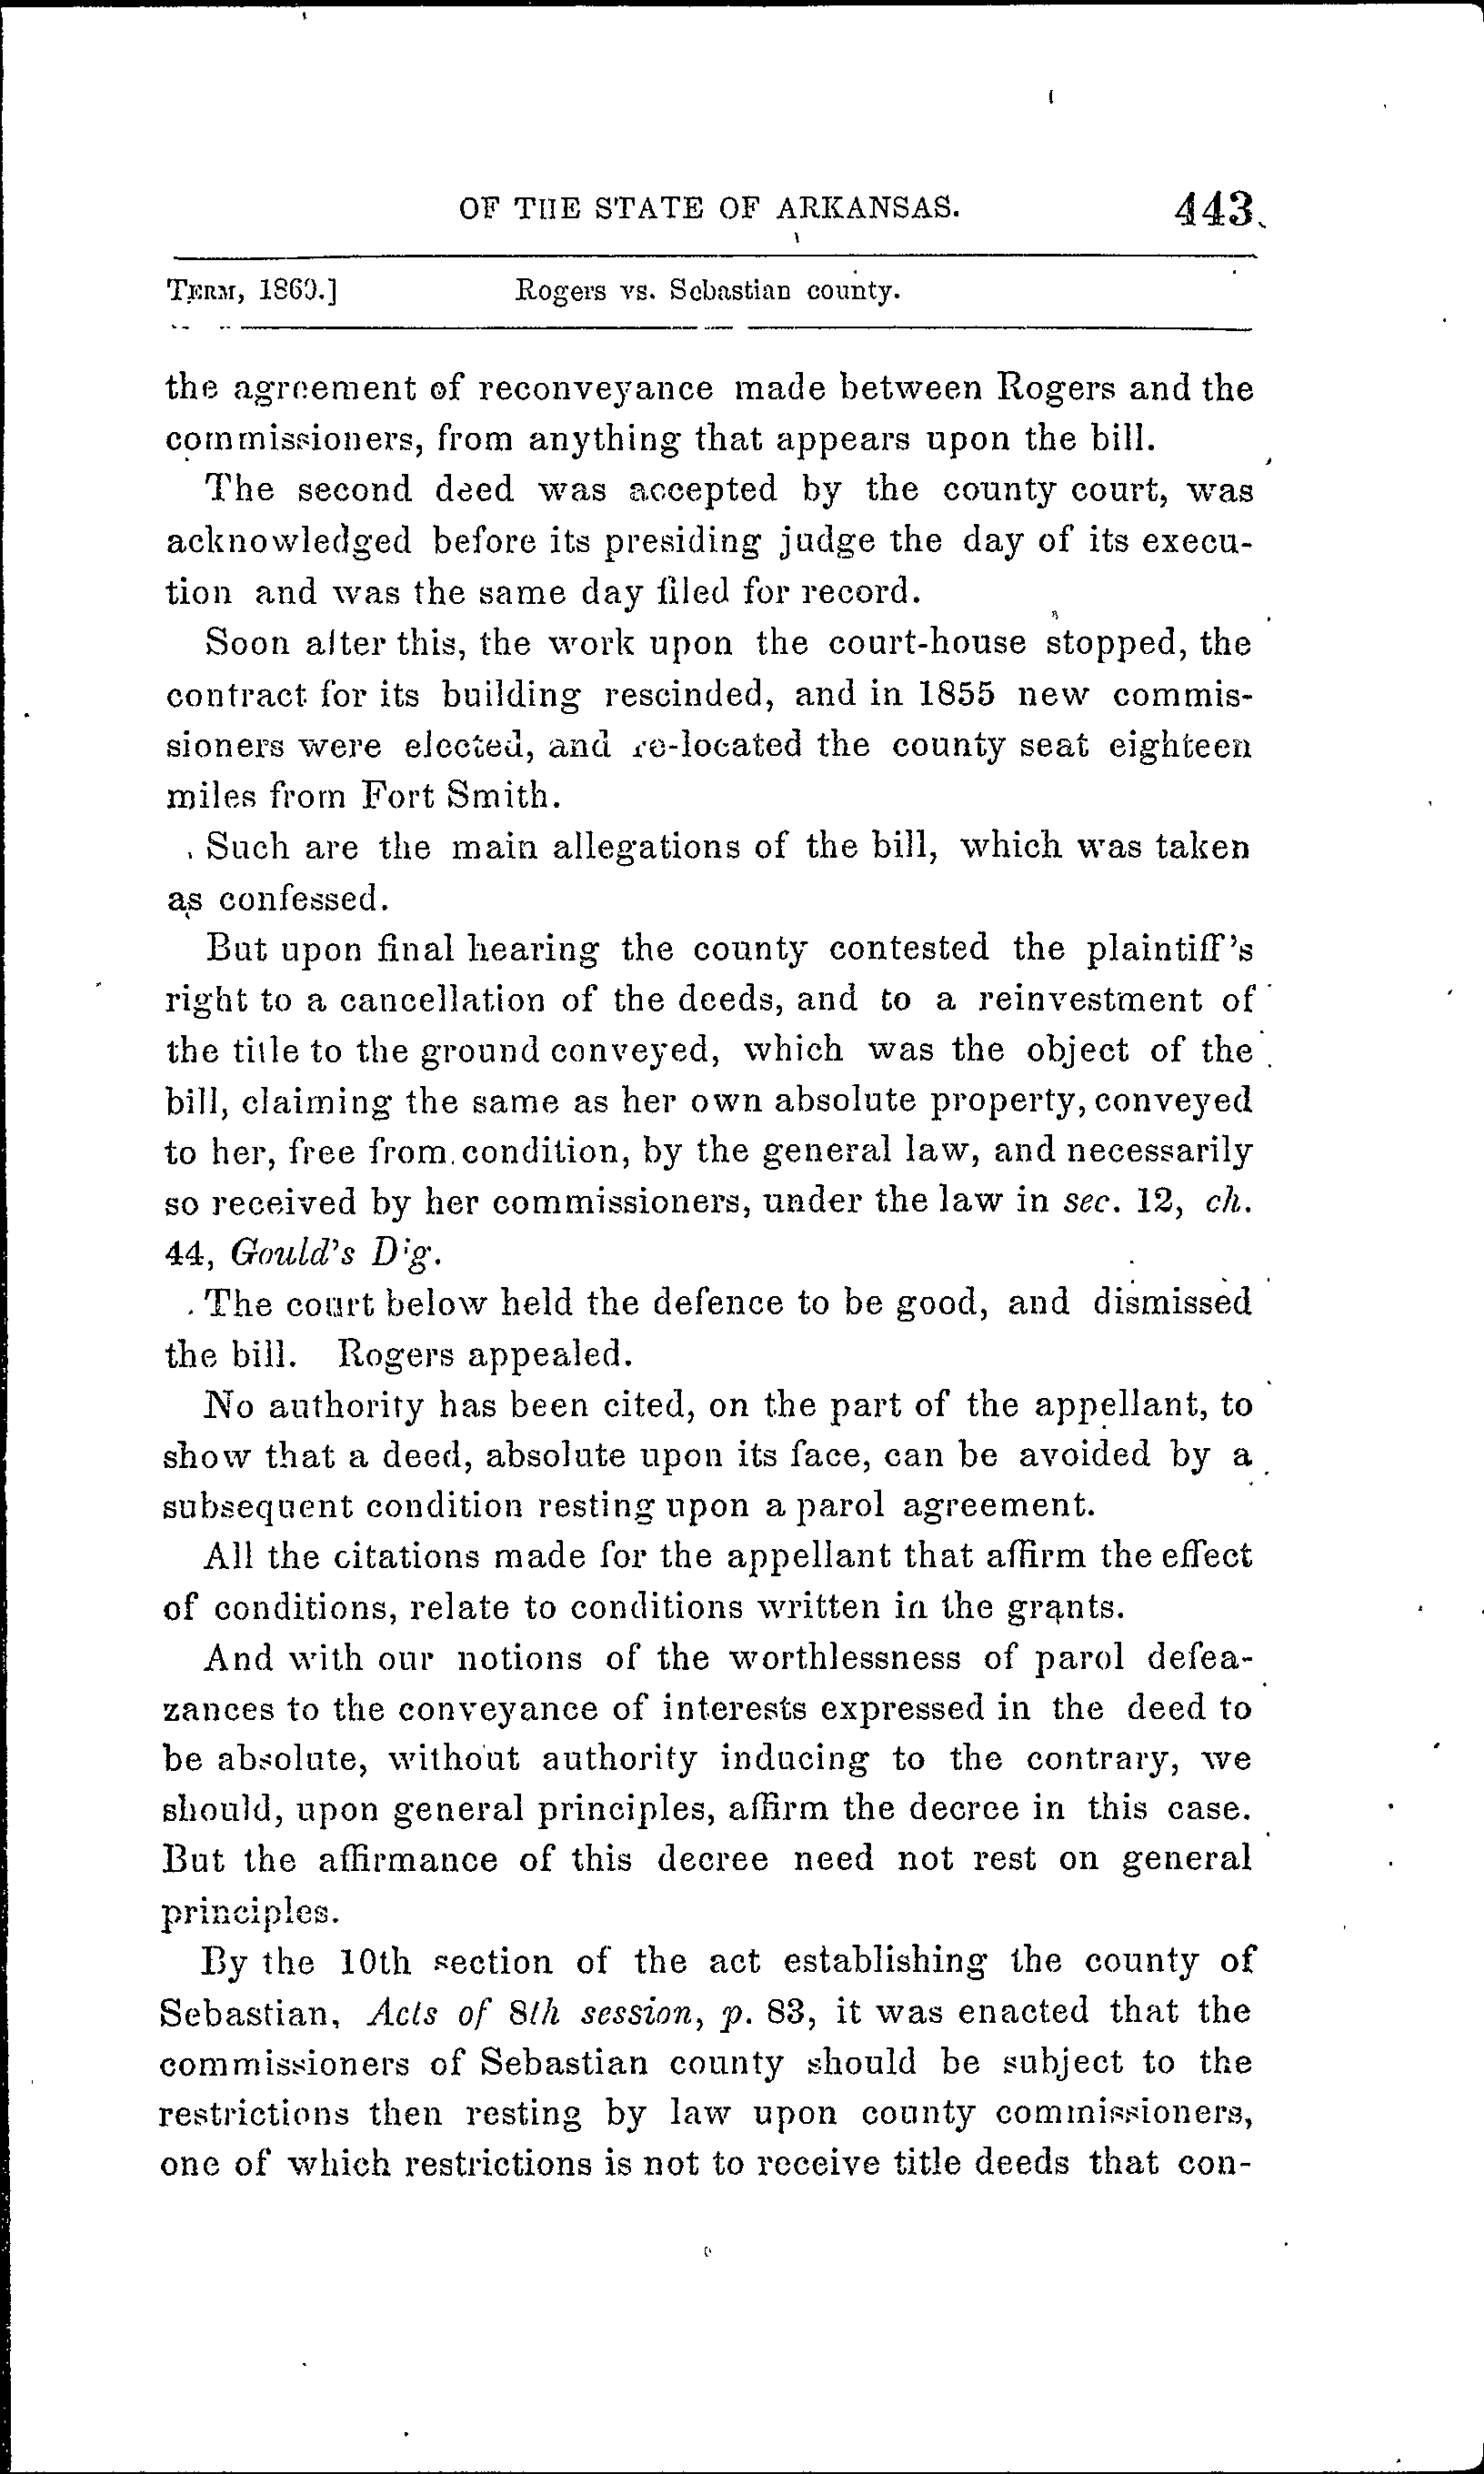 OF THE STATE OF ARKANSAS. 443
TERM, 1860.] Rogers vs. Sebastian county.
the agreement of reconveyance made between Rogers and the
commissioners, from anything that appears upon the bill.
The second deed was accepted by the county court, was
acknowledged before its presiding judge the day of its execu-
tion and was the same day filed for record.
Soon after this, the work upon the court-house stopped, the
contract for its building rescinded, and in 1855 new commis-
sioners were elected, and re-located the county seat eighteen
miles from Fort Smith.
Such are the main allegations of the bill, which was taken
as confessed.
But upon final hearing the county contested the plaintiff's
right to a cancellation of the deeds, and to a reinvestment of
the title to the ground conveyed, which was the object of the
bill, claiming the same as her own absolute property, conveyed
to her, free from condition, by the general law, and necessarily
so received by her commissioners, under the law in sec. 12, ch.
44, Gould's Dig.
The court below held the defence to be good, and dismissed
the bill. Rogers appealed.
No authority has been cited, on the part of the appellant, to
show that a deed, absolute upon its face, can be avoided by a
subsequent condition resting upon a parol agreement.
All the citations made for the appellant that affirm the effect
of conditions, relate to conditions written in the grants.
And with our notions of the worthlessness of parol defea-
zances to the conveyance of interests expressed in the deed to
be absolute, without authority inducing to the contrary, we
should, upon general principles, affirm the decree in this case.
But the affirmance of this decree need not rest on general
principles.
By the 10th section of the act establishing the county of
Sebastian, Acts of 8th session, p. 83, it was enacted that the
commissioners of Sebastian county should be subject to the
restrictions then resting by law upon county commissioners,
one of which restrictions is not to receive title deeds that con-